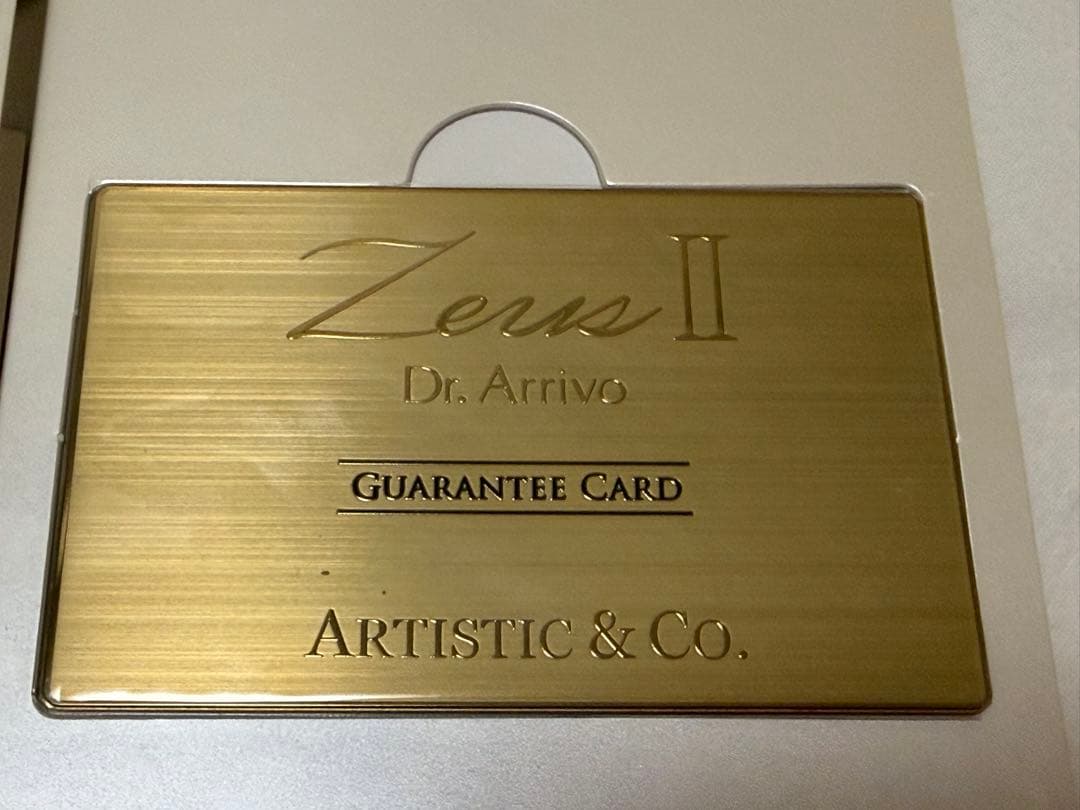 Zeus II
Dr. Arrivo
GUARANTEE CARD
ARTISTIC & CO.